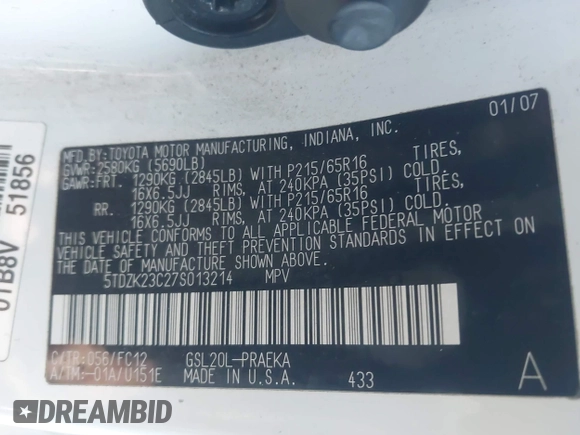 01/07
MFD.BY:TOYOTA MOTOR MANUFACTURING, INDIANA, INC.
GVWR:2580KG (5690LB)
GAWR:FRT. 1290KG (2845LB) WITH P215/65R16 TIRES,
16X6.5JJ RIMS, AT 240KPA (35PSI) COLD.
RR. 1290KG (2845LB) WITH P215/65R16 TIRES,
16X6.5JJ RIMS, AT 240KPA (35PSI) COLD.
THIS VEHICLE CONFORMS TO ALL APPLICABLE FEDERAL MOTOR
VEHICLE SAFETY AND THEFT PREVENTION STANDARDS IN EFFECT
ON THE DATE OF MANUFACTURE SHOWN ABOVE.
5TDZK23C27S013214 MPV
C/TR:056/FC12 GSL20L-PRAEKA
A/TM:-01A/U151E MADE IN U.S.A. 433 A
01B8V 51856
DREAMBID